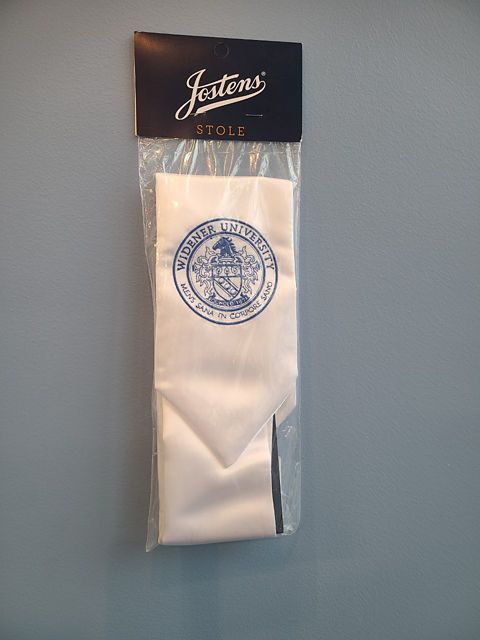 Jostens®
STOLE
WIDENER UNIVERSITY
MENS SANA IN CORPORE SANO